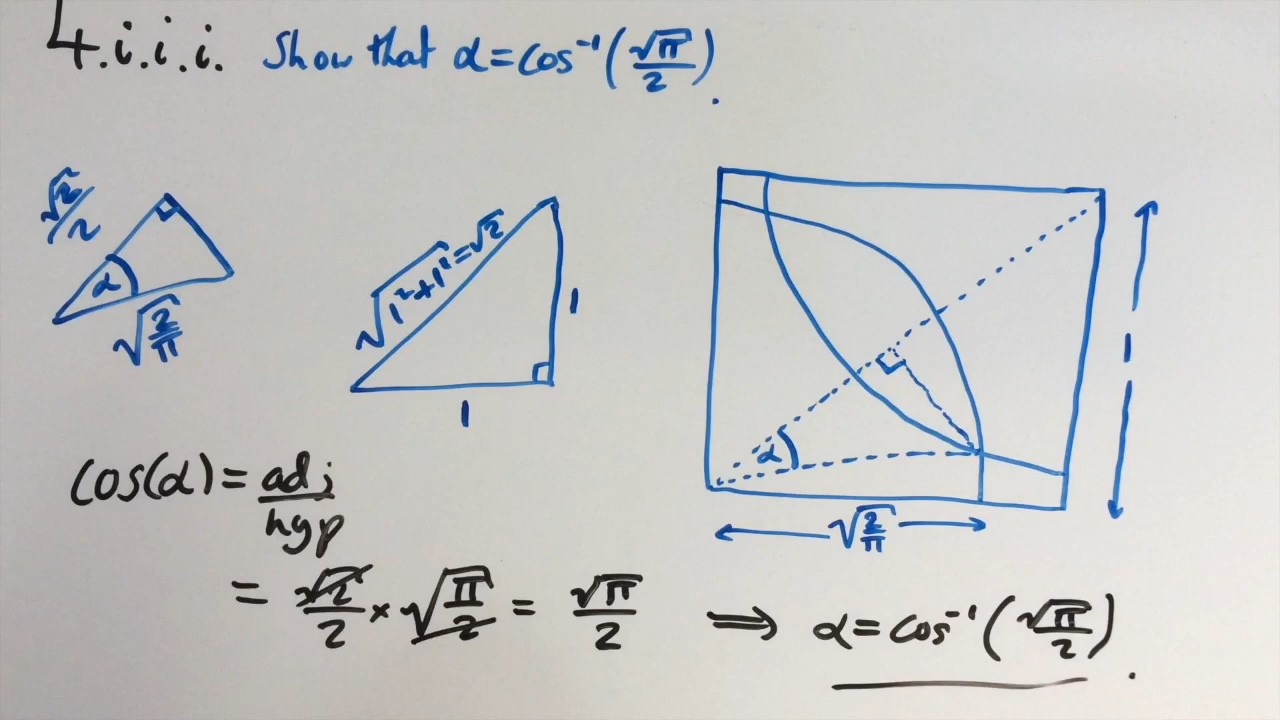 4.i.i.i. Show that α = cos⁻¹(√π/2).
√2/2
α
√(2/π)
√(1²+1²) = √2
1
1
α
1
√(2/π)
cos(α) = adj/hyp
= √2/2 × √(π/2) = √π/2 ⟹ α = cos⁻¹(√π/2).